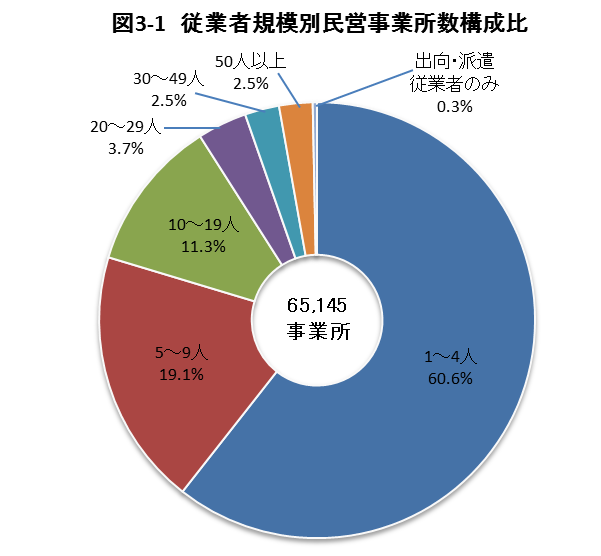 図3-1 従業者規模別民営事業所数構成比
50人以上
2.5%
出向・派遣
従業者のみ
0.3%
30～49人
2.5%
20～29人
3.7%
10～19人
11.3%
65,145
事業所
5～9人
19.1%
1～4人
60.6%